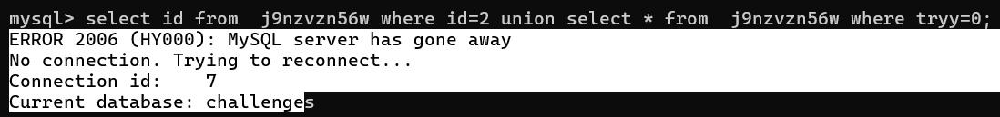 mysql> select id from  j9nzvzn56w where id=2 union select * from  j9nzvzn56w where tryy=0;
ERROR 2006 (HY000): MySQL server has gone away
No connection. Trying to reconnect...
Connection id:    7
Current database: challenges